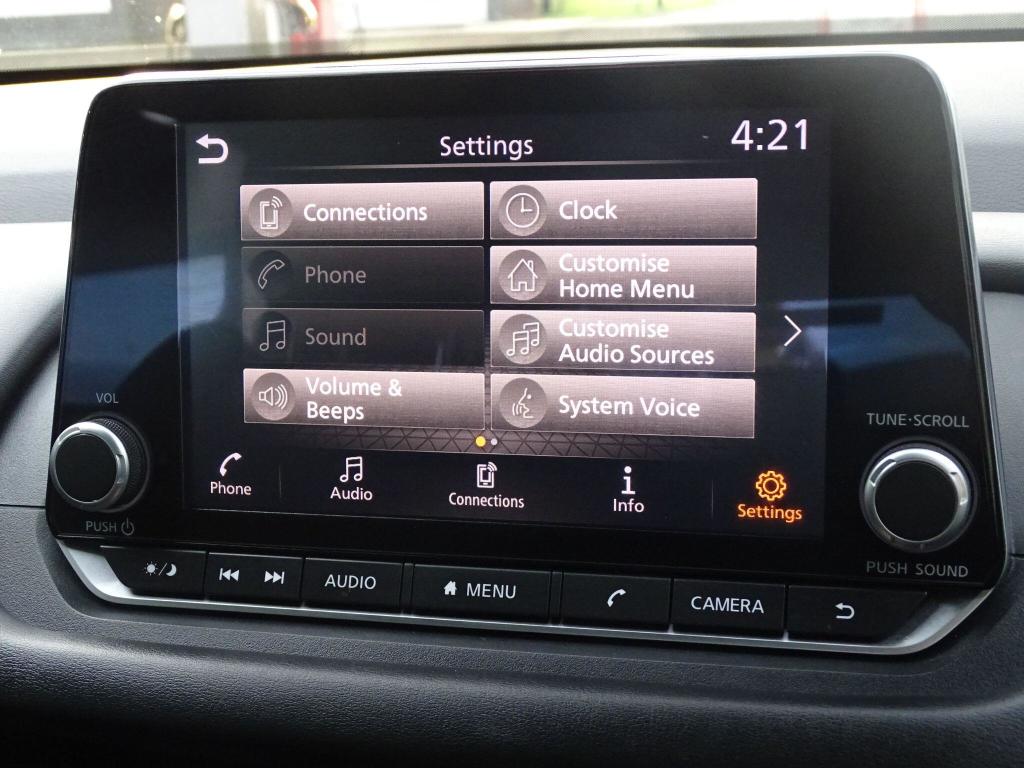 Settings
4:21
Connections
Clock
Phone
Customise
Home Menu
Sound
Customise
Audio Sources
Volume &
Beeps
System Voice
VOL
TUNE·SCROLL
Phone
Audio
Connections
Info
Settings
PUSH
PUSH SOUND
AUDIO
MENU
CAMERA